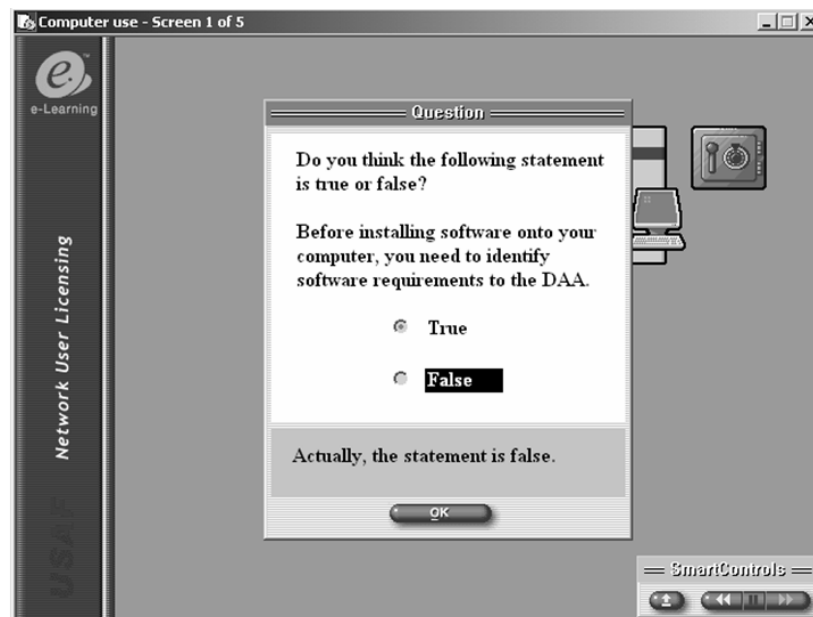 Computer use - Screen 1 of 5
e.
e-Learning
Network User Licensing
USAF
Question
Do you think the following statement
is true or false?
Before installing software onto your
computer, you need to identify
software requirements to the DAA.
True
False
Actually, the statement is false.
OK
SmartControls